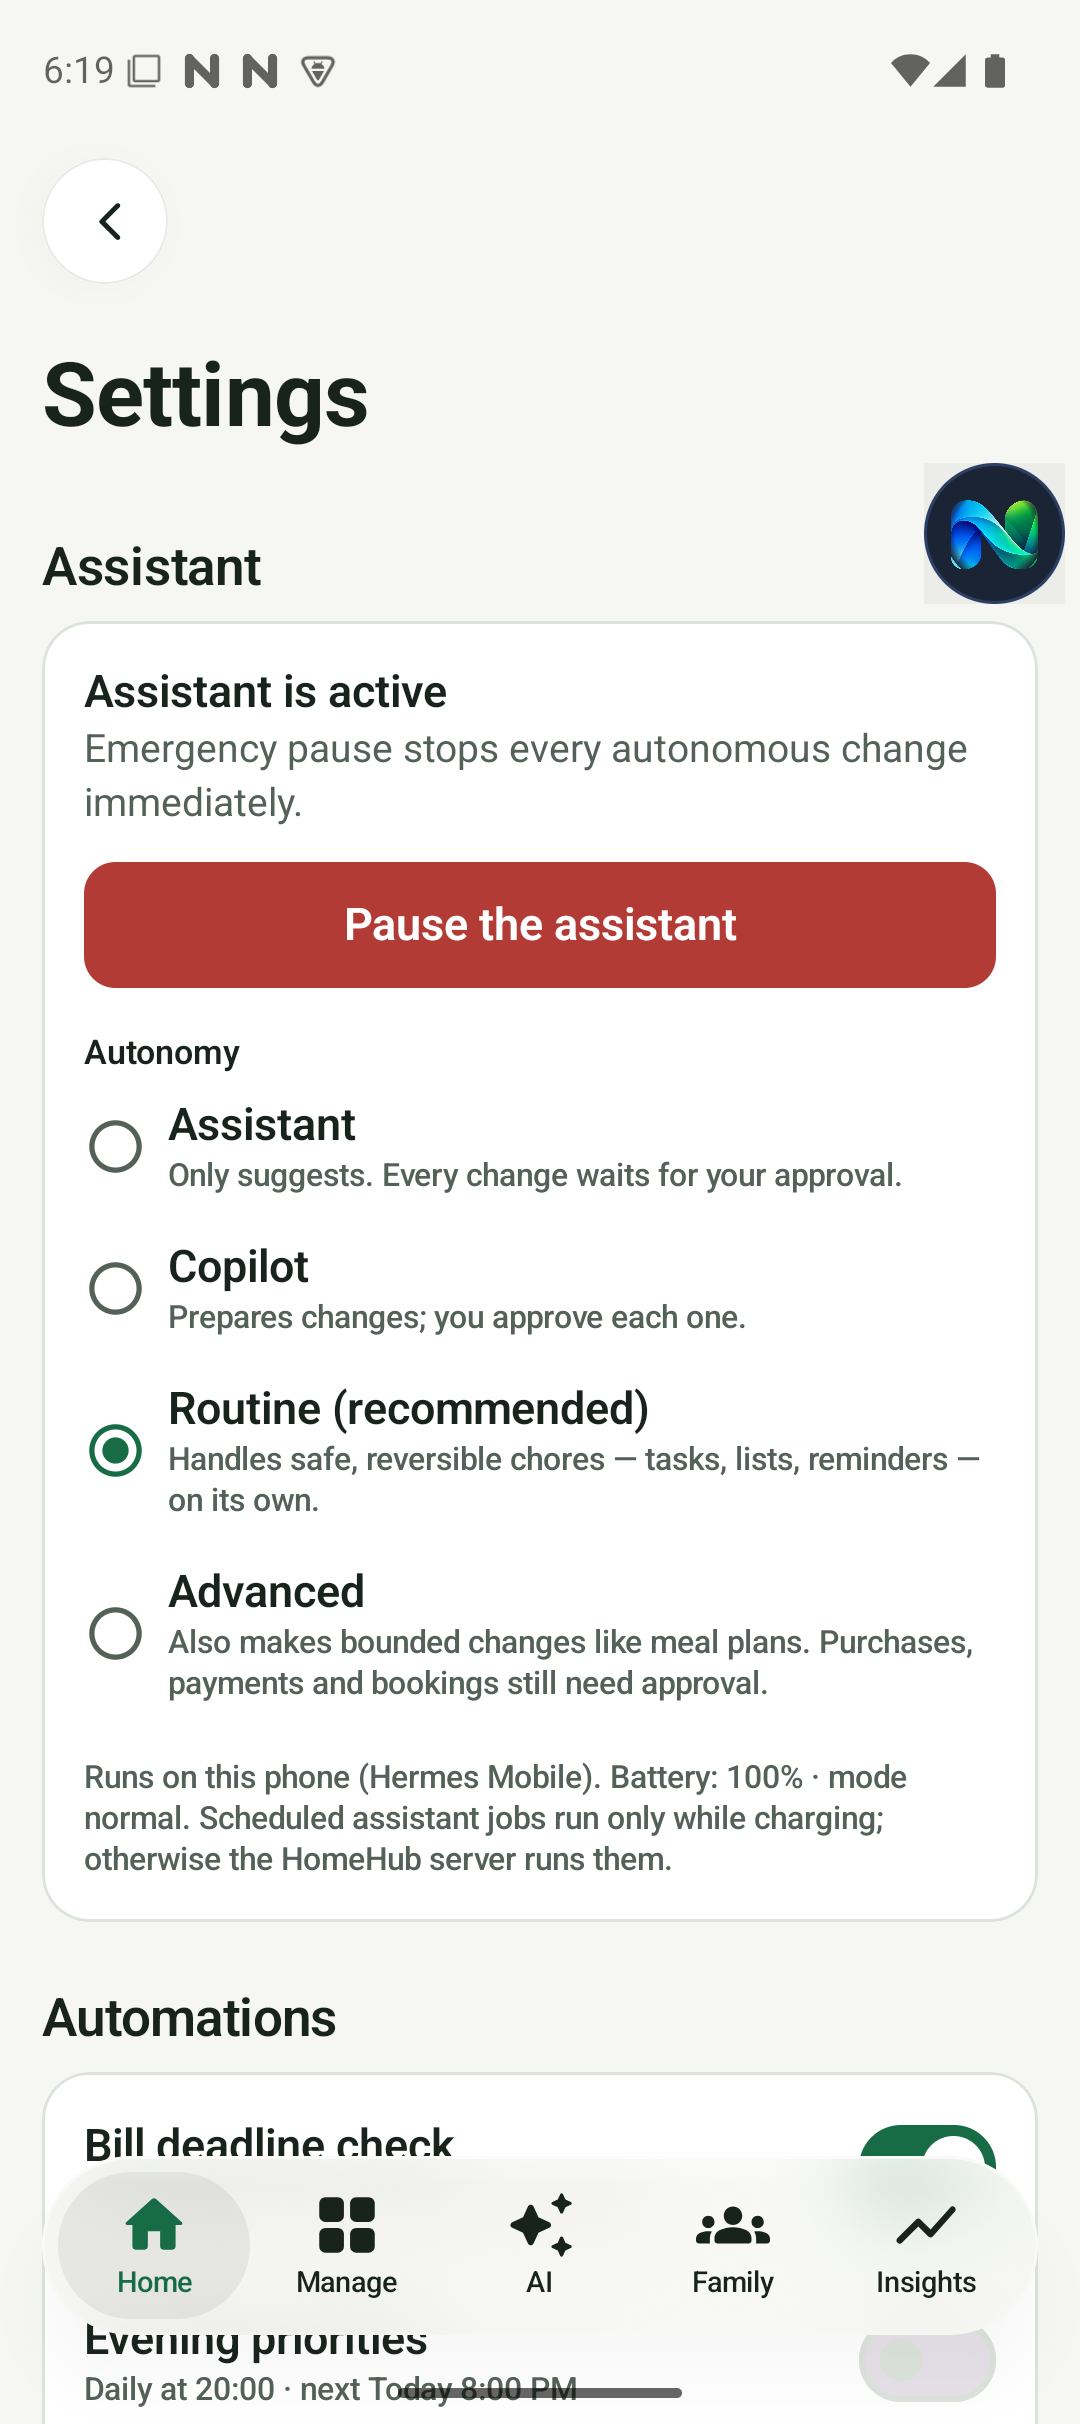 6:19
Settings
Assistant
Assistant is active
Emergency pause stops every autonomous change
immediately.
Pause the assistant
Autonomy
Assistant
Only suggests. Every change waits for your approval.
Copilot
Prepares changes; you approve each one.
Routine (recommended)
Handles safe, reversible chores — tasks, lists, reminders —
on its own.
Advanced
Also makes bounded changes like meal plans. Purchases,
payments and bookings still need approval.
Runs on this phone (Hermes Mobile). Battery: 100% · mode
normal. Scheduled assistant jobs run only while charging;
otherwise the HomeHub server runs them.
Automations
Bill deadline check
Home
Manage
AI
Family
Insights
Evening priorities
Daily at 20:00 · next Today 8:00 PM